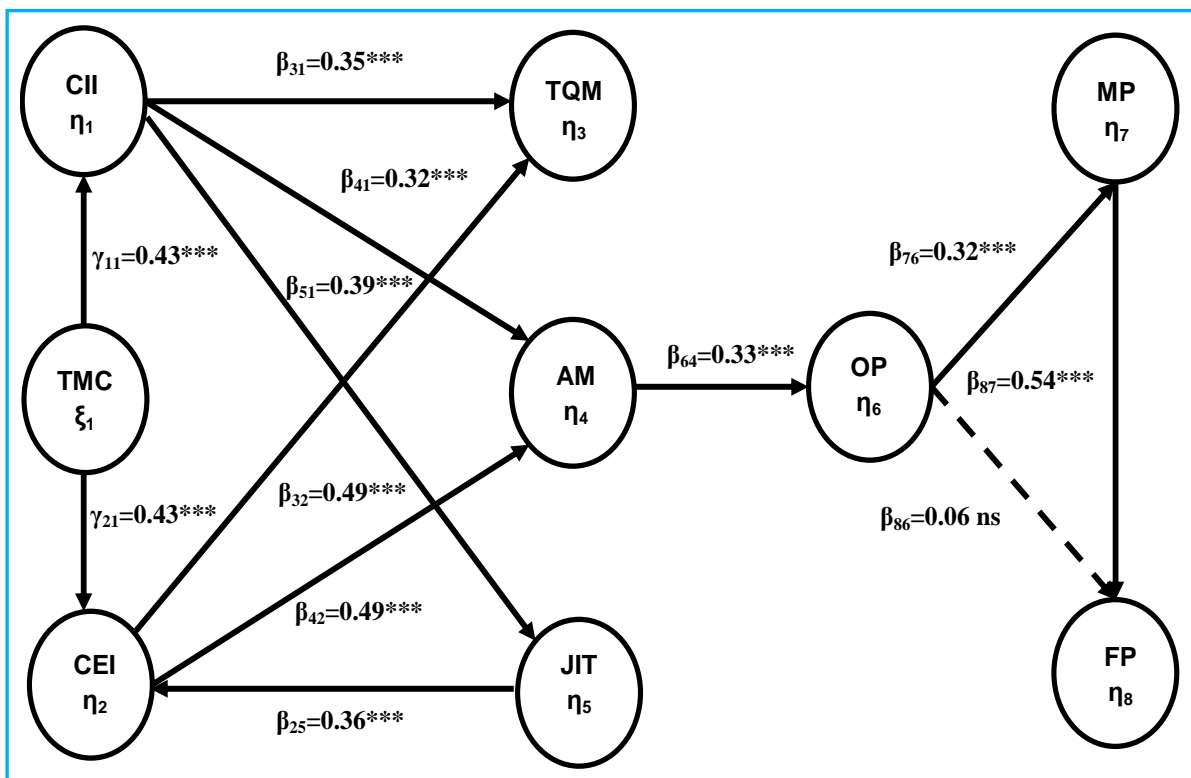 CII
η₁
β₃₁=0.35***
TQM
η₃
MP
η₇
β₄₁=0.32***
γ₁₁=0.43***
β₅₁=0.39***
β₇₆=0.32***
TMC
ξ₁
AM
η₄
β₆₄=0.33***
OP
η₆
β₈₇=0.54***
β₃₂=0.49***
γ₂₁=0.43***
β₈₆=0.06 ns
β₄₂=0.49***
CEI
η₂
JIT
η₅
FP
η₈
β₂₅=0.36***